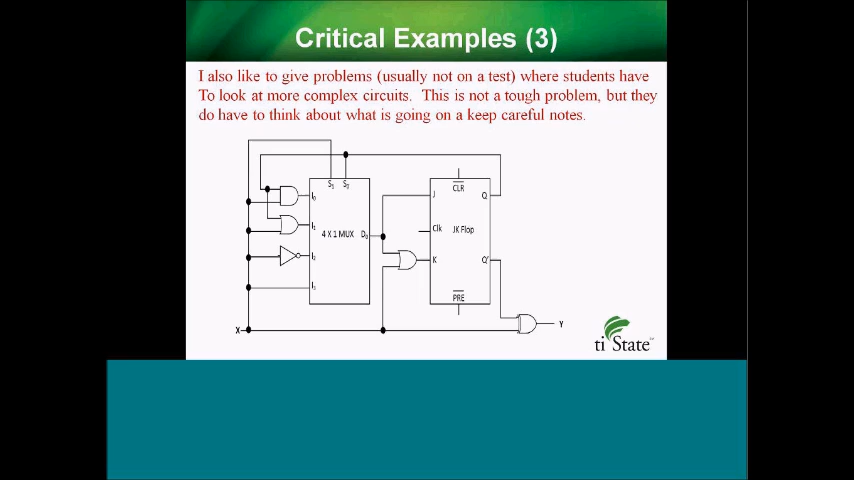 Critical Examples (3)
I also like to give problems (usually not on a test) where students have
To look at more complex circuits. This is not a tough problem, but they
do have to think about what is going on a keep careful notes.
S₁ S₀
CLR
I₀
J
Q
I₁
4 X 1 MUX
D₀
Clk
JK Flop
I₂
K
Q'
I₃
PRE
X
Y
ti State